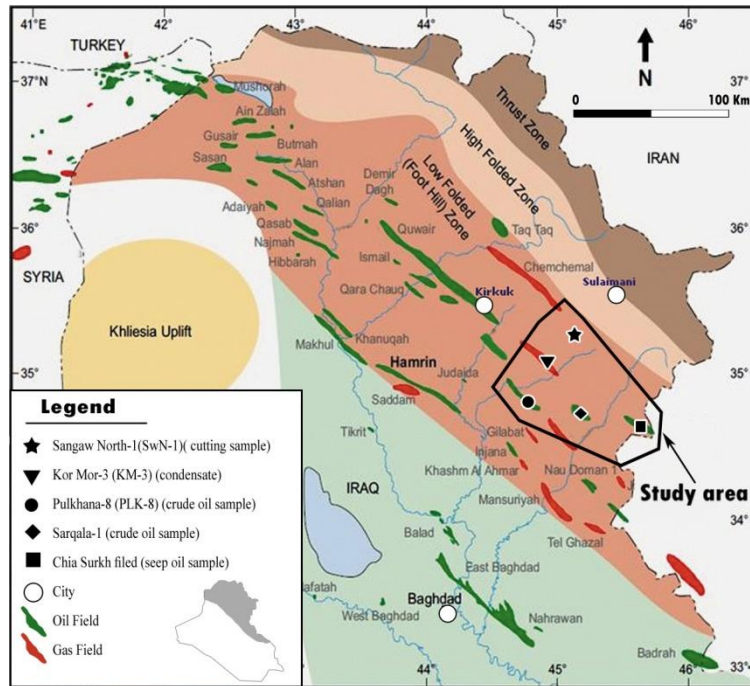 41°E
42°
43°
44°
45°
46°
TURKEY
37°N
37°
N
0
100 Km
Mushorah
Ain Zalah
Gusair
Butmah
Sasan
Alan
Atshan
Demir
Dagh
Adaiyah
Qalian
Qasab
Najmah
Hibbarah
Ismail
Quwair
Qara Chauq
Low Folded
(Foot Hill) Zone
High Folded Zone
Thrust Zone
IRAN
36°
36°
Taq Taq
Chemchemal
Sulaimani
Kirkuk
SYRIA
Khliesia Uplift
Makhul
Khanuqah
Hamrin
Judaida
Saddam
35°
35°
Tikrit
Gilabat
Injana
Khashm Al Ahmar
Nau Doman 1
Mansuriyah
Study area
34°
Tel Ghazal
IRAQ
Balad
East Baghdad
Baghdad
West Baghdad
Nahrawan
Badrah
33°
afatah
44°
45°
46°
Legend
Sangaw North-1(SwN-1)( cutting sample)
Kor Mor-3 (KM-3) (condensate)
Pulkhana-8 (PLK-8) (crude oil sample)
Sarqala-1 (crude oil sample)
Chia Surkh filed (seep oil sample)
City
Oil Field
Gas Field